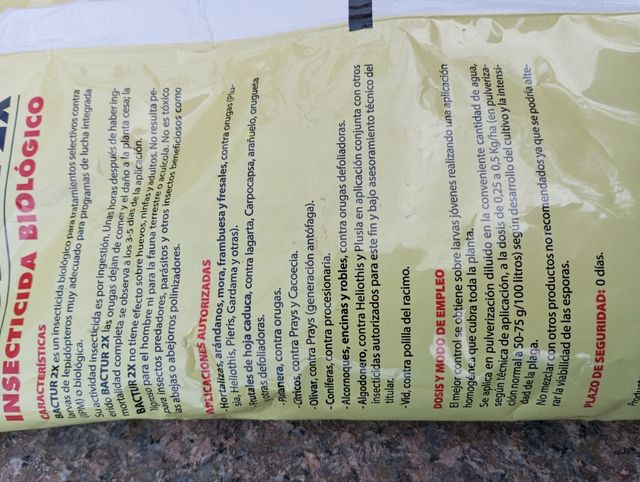 2X
INSECTICIDA BIOLÓGICO
CARACTERÍSTICAS
BACTUR 2X es un insecticida biológico para tratamientos selectivos contra
larvas de lepidópteros muy adecuado para programas de lucha integrada
(IPM) o biológica.
Su actividad insecticida es por ingestión. Unas horas después de haber ing-
erido BACTUR 2X las orugas dejan de comer y el daño a la planta cesa; la
mortalidad completa se observa a los 3-5 días de la aplicación.
BACTUR 2X no tiene efecto sobre huevos, ninfas y adultos. No resulta pe-
ligroso para el hombre ni para la fauna terrestre o acuícola. No es tóxico
para insectos predadores, parásitos y otros insectos beneficiosos como
las abejas o abejorros polinizadores.
APLICACIONES AUTORIZADAS
- Hortalizas, arándanos, mora, frambuesa y fresales, contra orugas (Plu-
sia, Heliothis, Pieris, Gardama y otras).
- Frutales de hoja caduca, contra lagarta, Carpocapsa, arañuelo, orugueta
y otras defoliadoras.
- Platanera, contra orugas.
- Cítricos, contra Prays y Cacoecia.
- Olivar, contra Prays (generación antófaga).
- Coníferas, contra procesionaria.
- Alcornoques, encinas y robles, contra orugas defoliadoras.
- Algodonero, contra Heliothis y Plusia en aplicación conjunta con otros
insecticidas autorizados para este fin y bajo asesoramiento técnico del
titular.
- Vid, contra polilla del racimo.
DOSIS Y MODO DE EMPLEO
El mejor control se obtiene sobre larvas jóvenes realizando una aplicación
homogénea que cubra toda la planta.
Se aplica en pulverización diluido en la conveniente cantidad de agua,
según técnica de aplicación, a la dosis de 0,25 a 0,5 Kg/ha (en pulveriza-
ción normal a 50-75 g/100 litros) según desarrollo del cultivo y la intensi-
dad de la plaga.
No mezclar con otros productos no recomendados ya que se podría alte-
rar la viabilidad de las esporas.
PLAZO DE SEGURIDAD: 0 días.